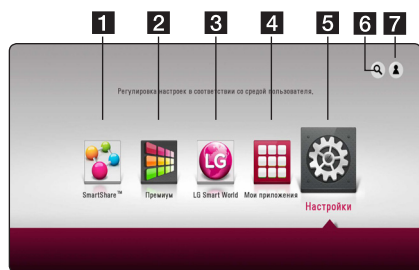 1 2 3 4 5 6 7
Регулировка настроек в соответствии со средой пользователя.
LG
SmartShare™ Премиум LG Smart World Мои приложения
Настройки